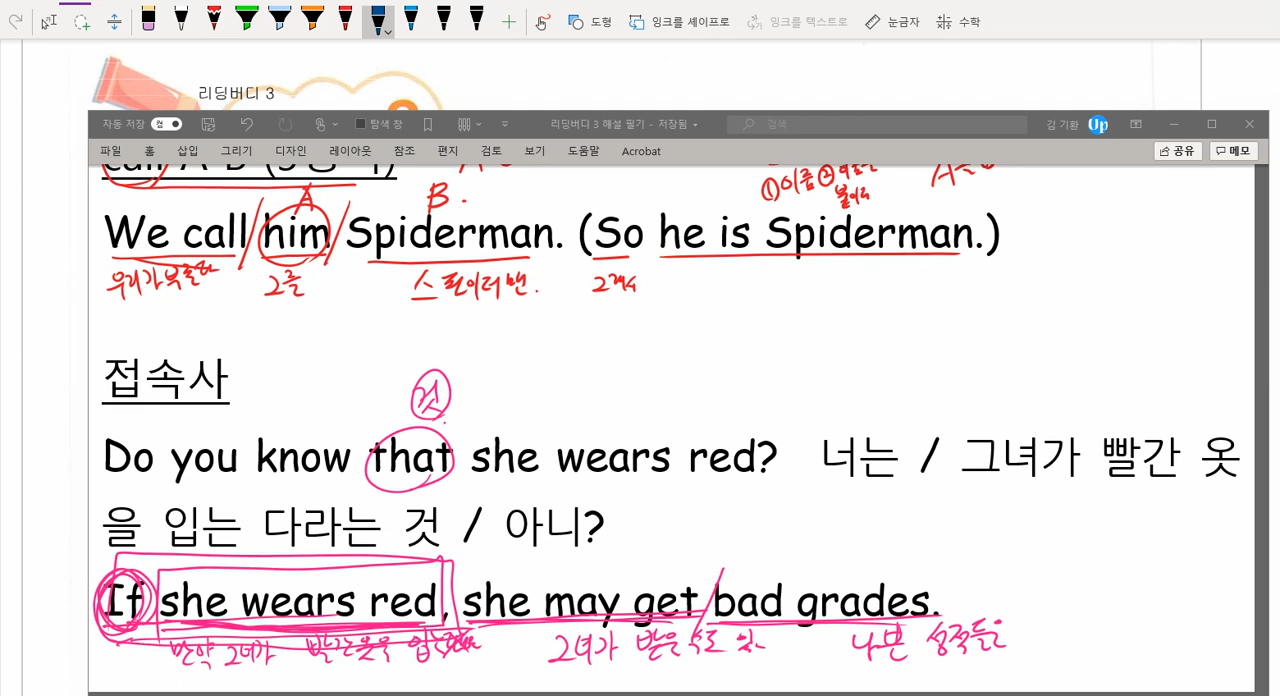 도형 잉크를 셰이프로 잉크를 텍스트로 눈금자 수학
리딩버디 3
자동 저장 컴 탐색 창 리딩버디 3 해설 필기 - 저장됨 검색 김 기환 Up
파일 홈 삽입 그리기 디자인 레이아웃 참조 편지 검토 보기 도움말 Acrobat 공유 메모
A B.
①이름②
We call/him/Spiderman. (So he is Spiderman.)
우리가 부른다 그를 스파이더맨. 그래서
접속사
것
Do you know that she wears red? 너는 / 그녀가 빨간 옷
을 입는 다라는 것 / 아니?
If she wears red, she may get/bad grades.
만약 그녀가 빨간옷을 그녀가 받을수도 있 나쁜 성적들은